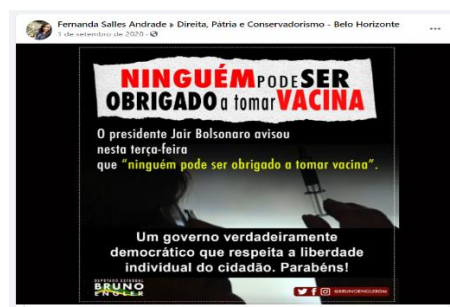 Fernanda Salles Andrade ▸ Direita, Pátria e Conservadorismo - Belo Horizonte
1 de setembro de 2020 ·
NINGUÉM PODE SER
OBRIGADO a tomar VACINA
O presidente Jair Bolsonaro avisou
nesta terça-feira
que “ninguém pode ser obrigado a tomar vacina”.
Um governo verdadeiramente
democrático que respeita a liberdade
individual do cidadão. Parabéns!
DEPUTADO ESTADUAL
BRUNO
ENGLER
@BRUNOENGLERDM